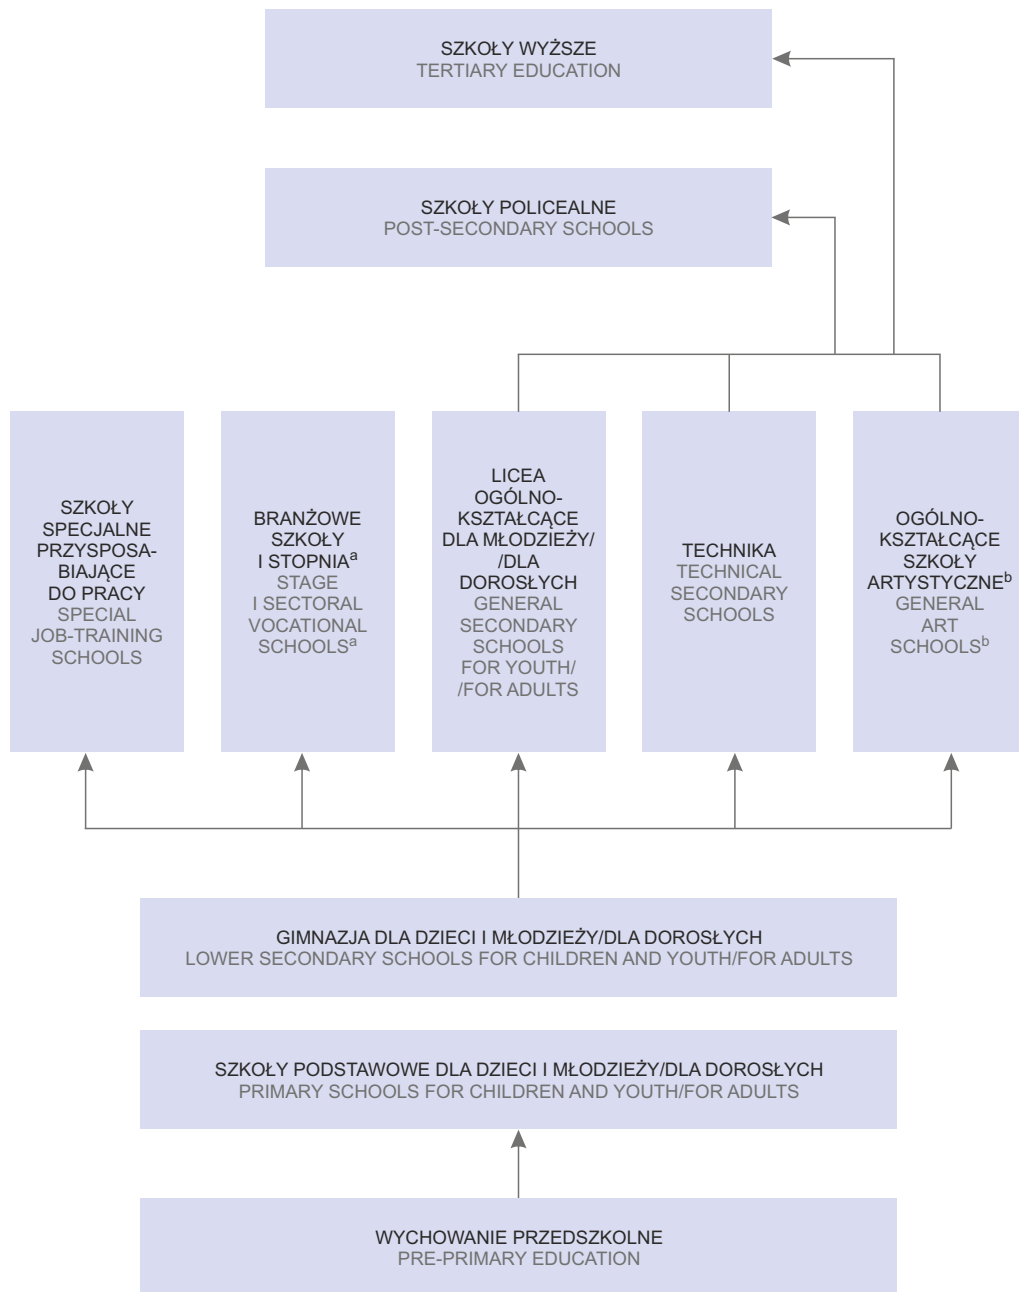 SZKOŁY WYŻSZE
TERTIARY EDUCATION
SZKOŁY POLICEALNE
POST-SECONDARY SCHOOLS
SZKOŁY
SPECJALNE
PRZYSPOSA-
BIAJĄCE
DO PRACY
SPECIAL
JOB-TRAINING
SCHOOLS
BRANŻOWE
SZKOŁY
I STOPNIAᵃ
STAGE
I SECTORAL
VOCATIONAL
SCHOOLSᵃ
LICEA
OGÓLNO-
KSZTAŁCĄCE
DLA MŁODZIEŻY/
/DLA
DOROSŁYCH
GENERAL
SECONDARY
SCHOOLS
FOR YOUTH/
/FOR ADULTS
TECHNIKA
TECHNICAL
SECONDARY
SCHOOLS
OGÓLNO-
KSZTAŁCĄCE
SZKOŁY
ARTYSTYCZNEᵇ
GENERAL
ART
SCHOOLSᵇ
GIMNAZJA DLA DZIECI I MŁODZIEŻY/DLA DOROSŁYCH
LOWER SECONDARY SCHOOLS FOR CHILDREN AND YOUTH/FOR ADULTS
SZKOŁY PODSTAWOWE DLA DZIECI I MŁODZIEŻY/DLA DOROSŁYCH
PRIMARY SCHOOLS FOR CHILDREN AND YOUTH/FOR ADULTS
WYCHOWANIE PRZEDSZKOLNE
PRE-PRIMARY EDUCATION